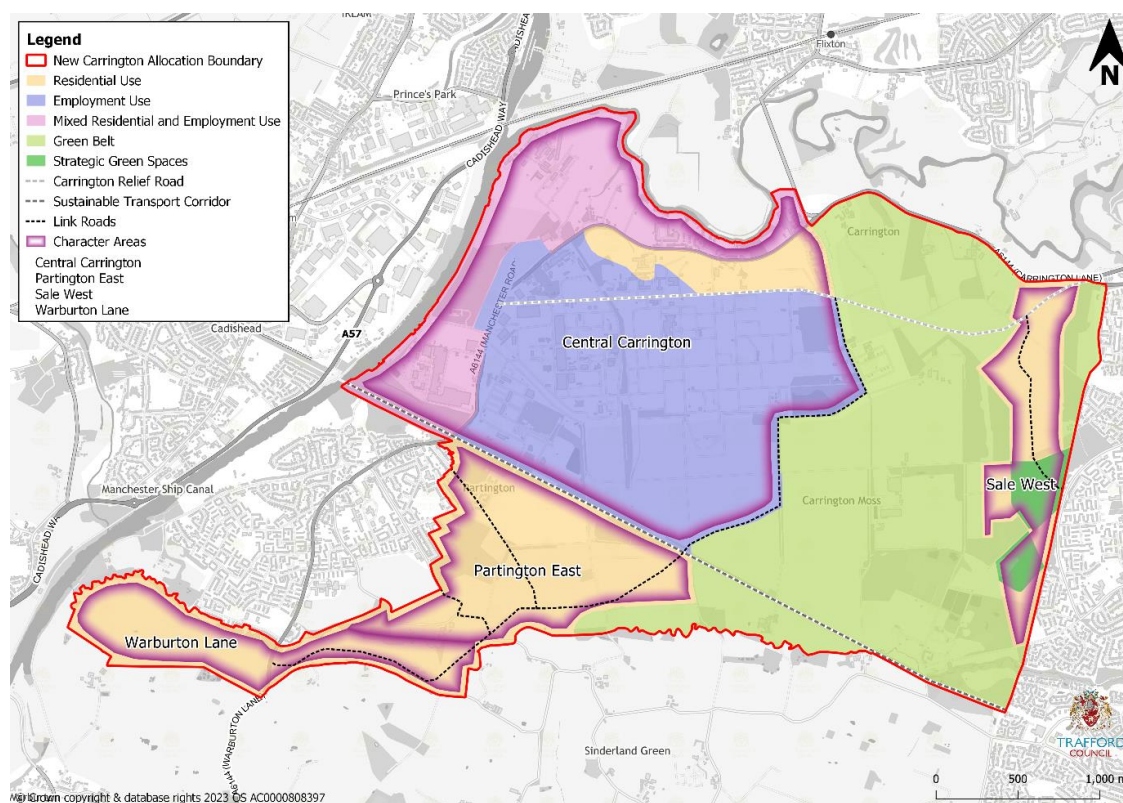 Legend
New Carrington Allocation Boundary
Residential Use
Employment Use
Mixed Residential and Employment Use
Green Belt
Strategic Green Spaces
Carrington Relief Road
Sustainable Transport Corridor
Link Roads
Character Areas
Central Carrington
Partington East
Sale West
Warburton Lane
Flixton
N
Prince's Park
CADISHEAD WAY
Carrington
A6144 (CARRINGTON LANE)
A6144 (MANCHESTER ROAD)
Cadishead
A57
Central Carrington
Manchester Ship Canal
Partington
Carrington Moss
Sale West
CADISHEAD WA
Partington East
Warburton Lane
A6144 (WARBURTON LANE)
Sinderland Green
TRAFFORD
COUNCIL
0 500 1,000 m
© Crown copyright & database rights 2023 OS AC0000808397